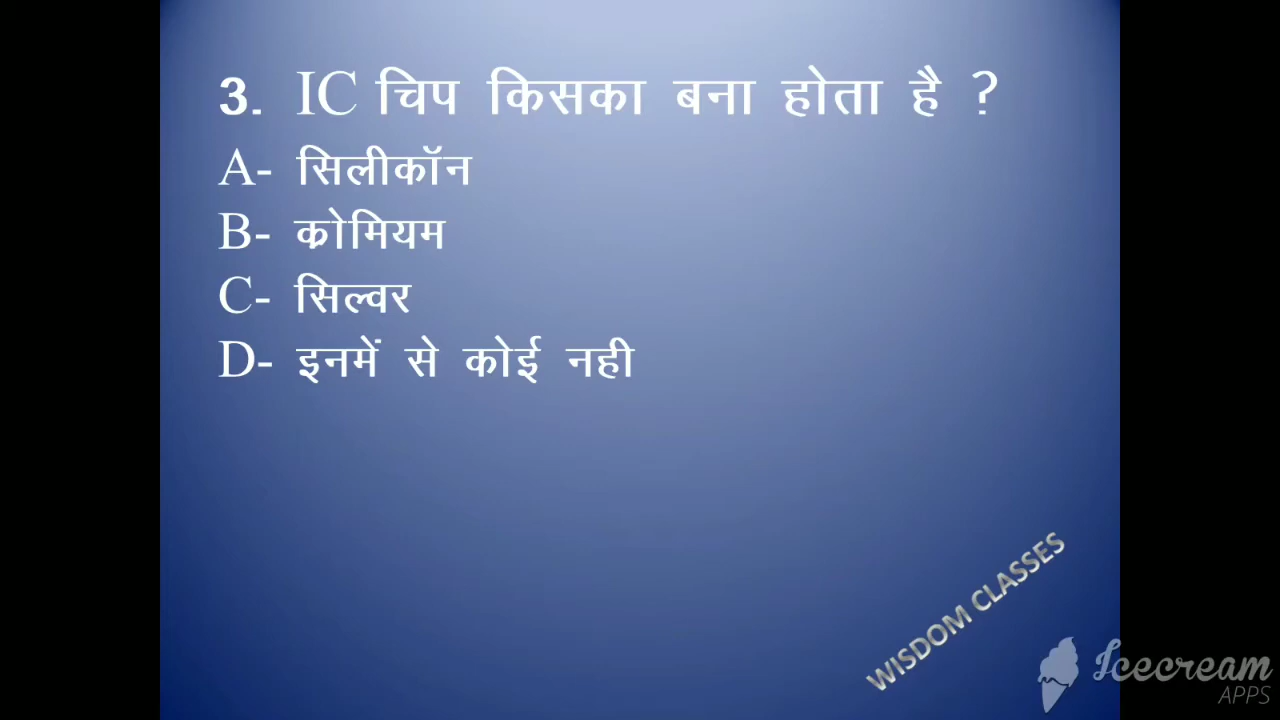 3. IC चिप किसका बना होता है ?
A- सिलीकॉन
B- क्रोमियम
C- सिल्वर
D- इनमें से कोई नही
WISDOM CLASSES
Icecream
APPS